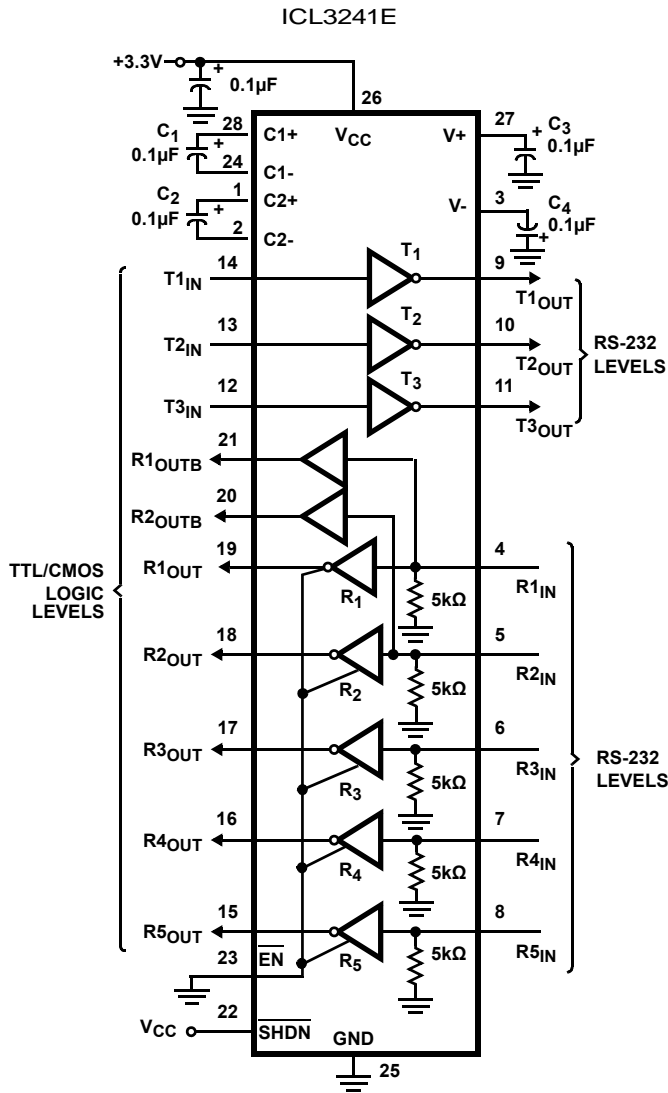 ICL3241E
+3.3V
+
0.1µF
26
C1
0.1µF
+
28
C1+
VCC
V+
27
+
C3
0.1µF
24
C1-
C2
0.1µF
+
1
C2+
V-
3
C4
0.1µF
+
2
C2-
T1IN
14
T1
9
T1OUT
T2IN
13
T2
10
T2OUT
RS-232
LEVELS
T3IN
12
T3
11
T3OUT
21
R1OUTB
20
R2OUTB
TTL/CMOS
LOGIC
LEVELS
19
R1OUT
R1
4
R1IN
5kΩ
18
R2OUT
R2
5
R2IN
5kΩ
17
R3OUT
R3
6
R3IN
5kΩ
RS-232
LEVELS
16
R4OUT
R4
7
R4IN
5kΩ
15
R5OUT
R5
8
R5IN
5kΩ
23
EN
22
VCC
SHDN
GND
25